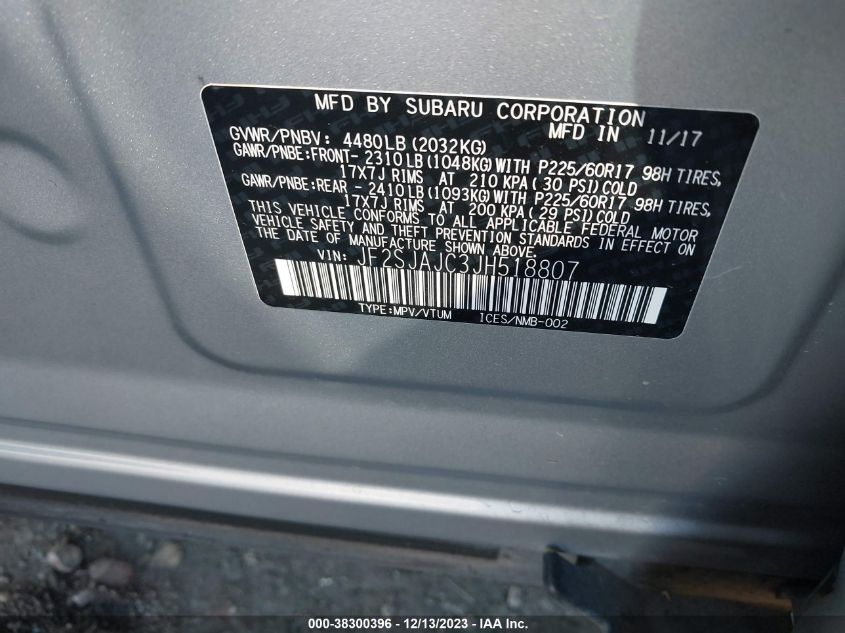 MFD BY SUBARU CORPORATION
MFD IN 11/17
GVWR/PNBV: 4480LB(2032KG)
GAWR/PNBE:FRONT- 2310LB(1048KG)WITH P225/60R17 98H TIRES,
17X7J RIMS AT 210 KPA(30 PSI)COLD
GAWR/PNBE:REAR - 2410LB(1093KG)WITH P225/60R17 98H TIRES,
17X7J RIMS AT 200 KPA(29 PSI)COLD
THIS VEHICLE CONFORMS TO ALL APPLICABLE FEDERAL MOTOR
VEHICLE SAFETY AND THEFT PREVENTION STANDARDS IN EFFECT ON
THE DATE OF MANUFACTURE SHOWN ABOVE.
VIN: JF2SJAJC3JH518807
TYPE:MPV/VTUM ICES/NMB-002
000-38300396 - 12/13/2023 - IAAI.COM